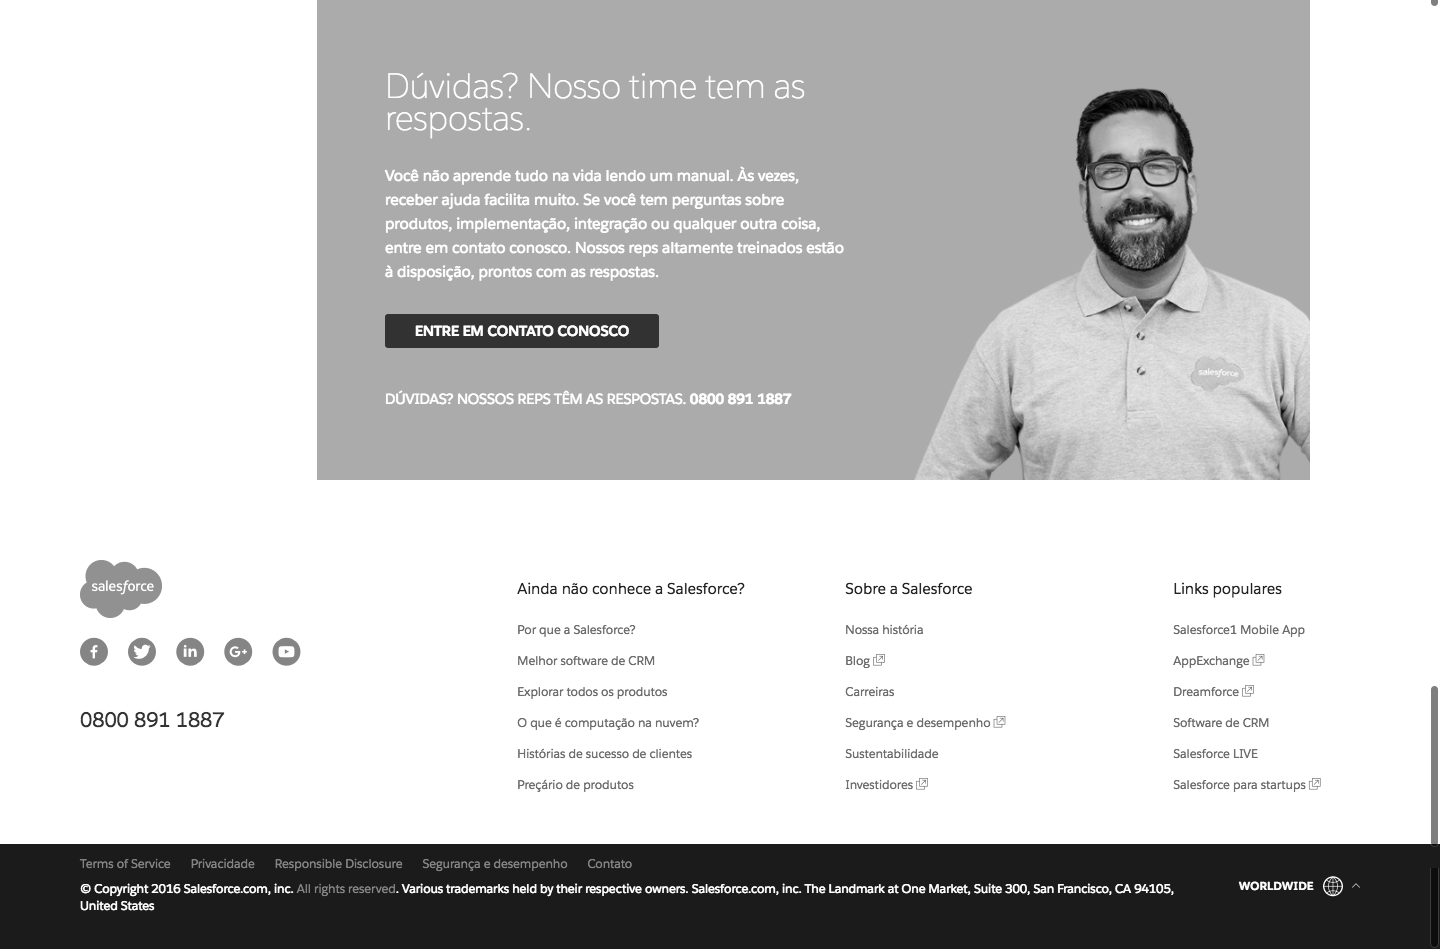 Dúvidas? Nosso time tem as
respostas.
Você não aprende tudo na vida lendo um manual. Às vezes,
receber ajuda facilita muito. Se você tem perguntas sobre
produtos, implementação, integração ou qualquer outra coisa,
entre em contato conosco. Nossos reps altamente treinados estão
à disposição, prontos com as respostas.
ENTRE EM CONTATO CONOSCO
DÚVIDAS? NOSSOS REPS TÊM AS RESPOSTAS. 0800 891 1887
salesforce
salesforce
0800 891 1887
Ainda não conhece a Salesforce?
Por que a Salesforce?
Melhor software de CRM
Explorar todos os produtos
O que é computação na nuvem?
Histórias de sucesso de clientes
Preçário de produtos
Sobre a Salesforce
Nossa história
Blog
Carreiras
Segurança e desempenho
Sustentabilidade
Investidores
Links populares
Salesforce1 Mobile App
AppExchange
Dreamforce
Software de CRM
Salesforce LIVE
Salesforce para startups
Terms of Service Privacidade Responsible Disclosure Segurança e desempenho Contato
© Copyright 2016 Salesforce.com, inc. All rights reserved. Various trademarks held by their respective owners. Salesforce.com, inc. The Landmark at One Market, Suite 300, San Francisco, CA 94105,
United States
WORLDWIDE